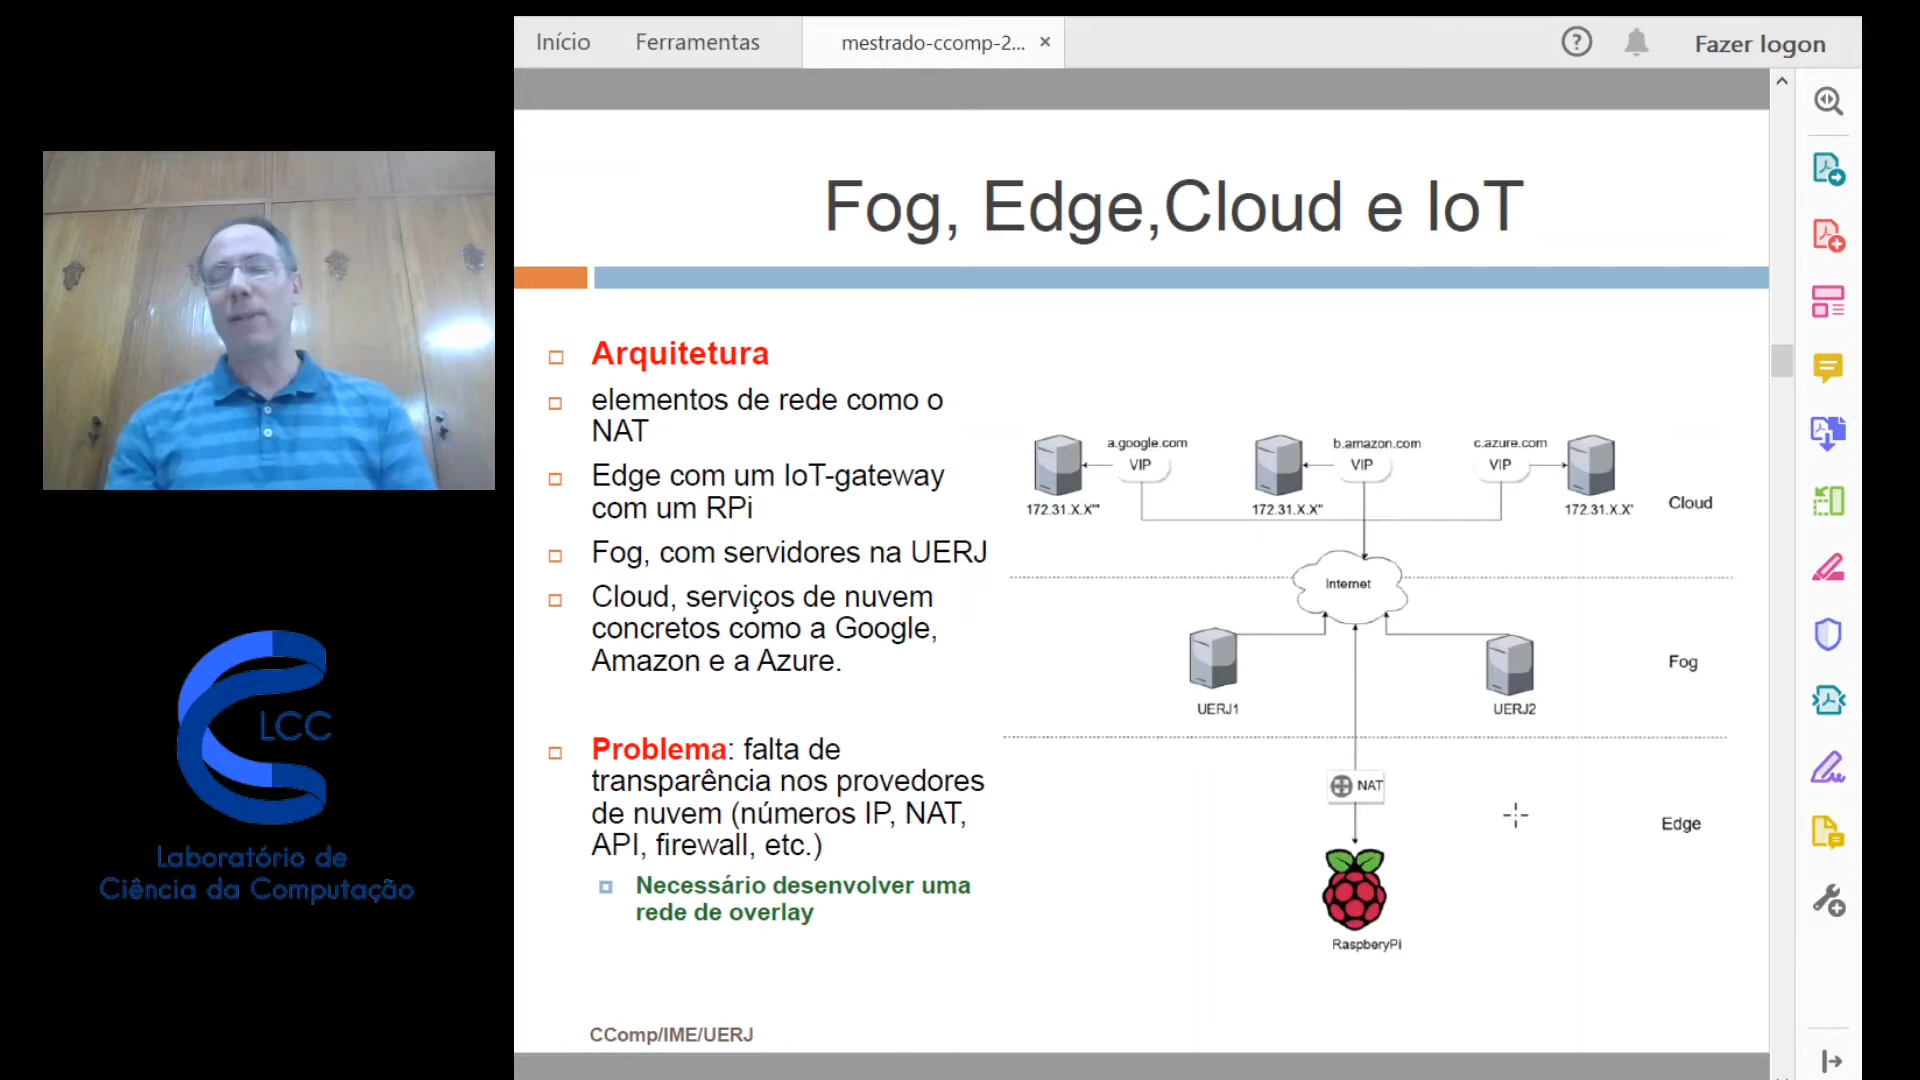 Início
Ferramentas
mestrado-ccomp-2...
Fazer logon
Fog, Edge,Cloud e IoT
Arquitetura
elementos de rede como o
NAT
Edge com um IoT-gateway
com um RPi
Fog, com servidores na UERJ
Cloud, serviços de nuvem
concretos como a Google,
Amazon e a Azure.
Problema: falta de
transparência nos provedores
de nuvem (números IP, NAT,
API, firewall, etc.)
Necessário desenvolver uma
rede de overlay
a.google.com
VIP
172.31.X.X'''
b.amazon.com
VIP
172.31.X.X''
c.azure.com
VIP
172.31.X.X'
Cloud
Internet
UERJ1
UERJ2
Fog
NAT
Edge
RaspberyPi
CComp/IME/UERJ
LCC
Laboratório de
Ciência da Computação